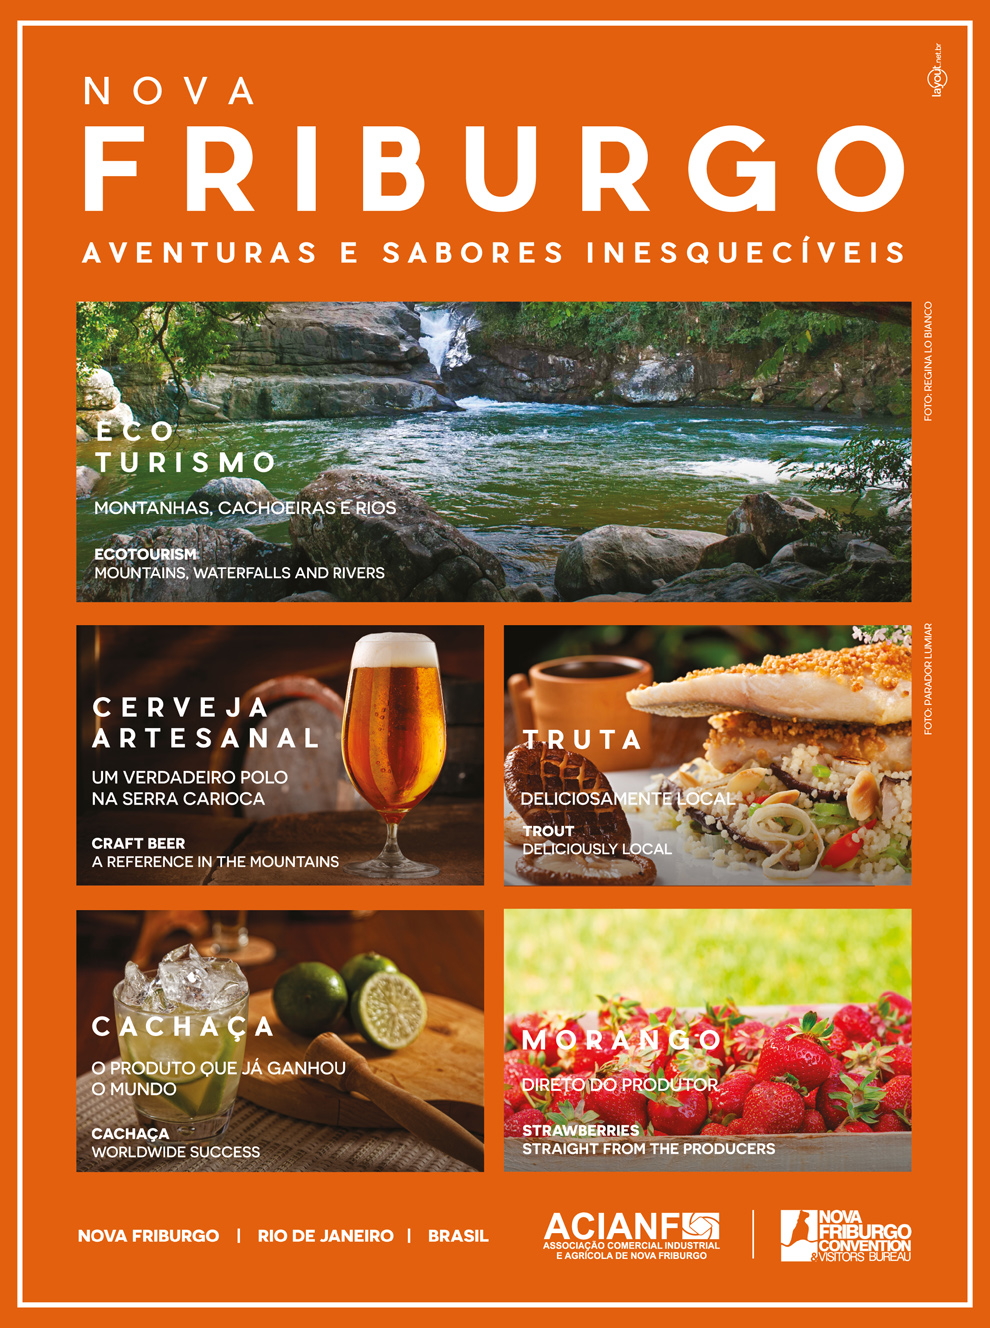 NOVA
FRIBURGO
AVENTURAS E SABORES INESQUECÍVEIS
layout.net.br
FOTO: REGINA LO BIANCO
ECO
TURISMO
MONTANHAS, CACHOEIRAS E RIOS
ECOTOURISM
MOUNTAINS, WATERFALLS AND RIVERS
CERVEJA
ARTESANAL
UM VERDADEIRO POLO
NA SERRA CARIOCA
CRAFT BEER
A REFERENCE IN THE MOUNTAINS
FOTO: PARADOR LUMIAR
TRUTA
DELICIOSAMENTE LOCAL
TROUT
DELICIOUSLY LOCAL
CACHAÇA
O PRODUTO QUE JÁ GANHOU
O MUNDO
CACHAÇA
WORLDWIDE SUCCESS
MORANGO
DIRETO DO PRODUTOR
STRAWBERRIES
STRAIGHT FROM THE PRODUCERS
NOVA FRIBURGO | RIO DE JANEIRO | BRASIL
ACIANF
ASSOCIAÇÃO COMERCIAL INDUSTRIAL
E AGRÍCOLA DE NOVA FRIBURGO
NOVA
FRIBURGO
CONVENTION
&VISITORS BUREAU